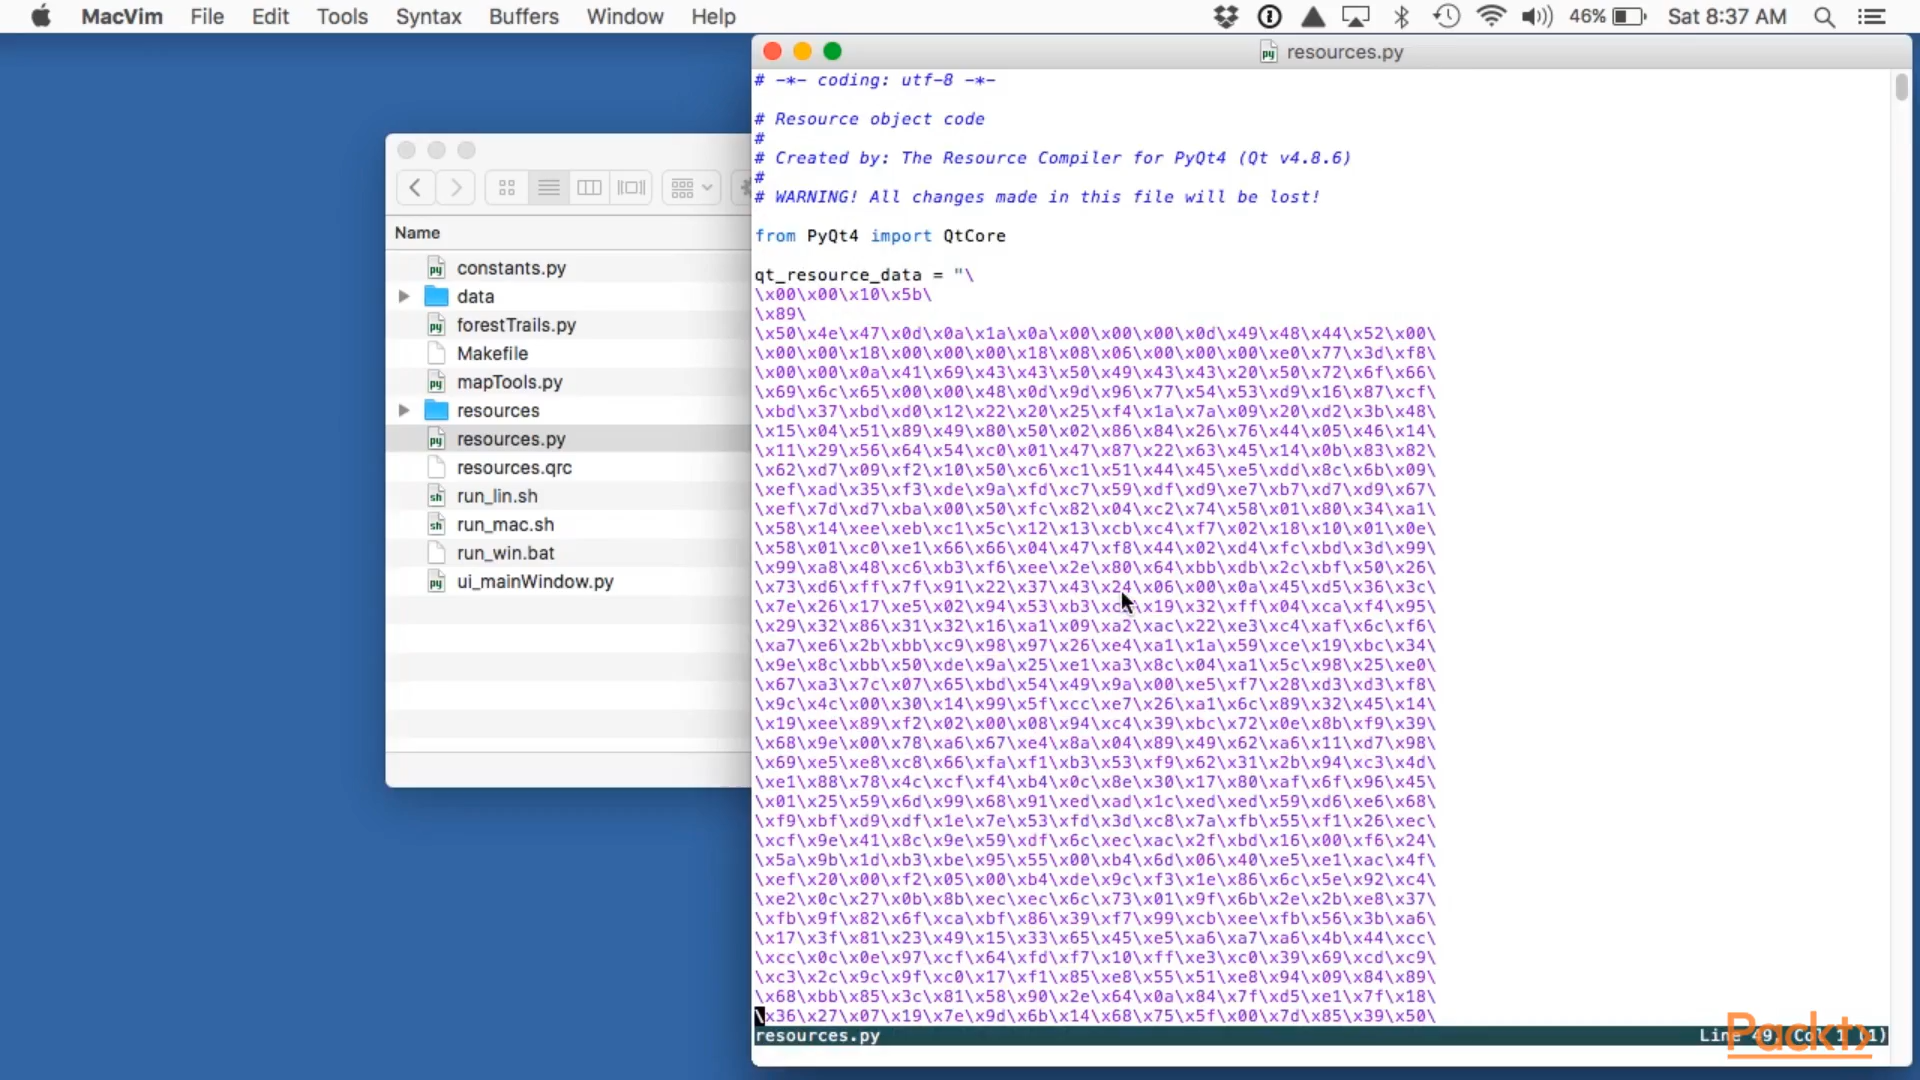 MacVim File Edit Tools Syntax Buffers Window Help 46% Sat 8:37 AM
resources.py
Name
constants.py
data
forestTrails.py
Makefile
mapTools.py
resources
resources.py
resources.qrc
run_lin.sh
run_mac.sh
run_win.bat
ui_mainWindow.py
# -*- coding: utf-8 -*-
# Resource object code
#
# Created by: The Resource Compiler for PyQt4 (Qt v4.8.6)
#
# WARNING! All changes made in this file will be lost!
from PyQt4 import QtCore
qt_resource_data = "\
\x00\x00\x10\x5b\
\x89\
\x50\x4e\x47\x0d\x0a\x1a\x0a\x00\x00\x00\x0d\x49\x48\x44\x52\x00\
\x00\x00\x18\x00\x00\x00\x18\x08\x06\x00\x00\x00\xe0\x77\x3d\xf8\
\x00\x00\x0a\x41\x69\x43\x43\x50\x49\x43\x43\x20\x50\x72\x6f\x66\
\x69\x6c\x65\x00\x00\x48\x0d\x9d\x96\x77\x54\x53\xd9\x16\x87\xcf\
\xbd\x37\xbd\xd0\x12\x22\x20\x25\xf4\x1a\x7a\x09\x20\xd2\x3b\x48\
\x15\x04\x51\x89\x49\x80\x50\x02\x86\x84\x26\x76\x44\x05\x46\x14\
\x11\x29\x56\x64\x54\xc0\x01\x47\x87\x22\x63\x45\x14\x0b\x83\x82\
\x62\xd7\x09\xf2\x10\x50\xc6\xc1\x51\x44\x45\xe5\xdd\x8c\x6b\x09\
\xef\xad\x35\xf3\xde\x9a\xfd\xc7\x59\xdf\xd9\xe7\xb7\xd7\xd9\x67\
\xef\x7d\xd7\xba\x00\x50\xfc\x82\x04\xc2\x74\x58\x01\x80\x34\xa1\
\x58\x14\xee\xeb\xc1\x5c\x12\x13\xcb\xc4\xf7\x02\x18\x10\x01\x0e\
\x58\x01\xc0\xe1\x66\x66\x04\x47\xf8\x44\x02\xd4\xfc\xbd\x3d\x99\
\x99\xa8\x48\xc6\xb3\xf6\xee\x2e\x80\x64\xbb\xdb\x2c\xbf\x50\x26\
\x73\xd6\xff\x7f\x91\x22\x37\x43\x24\x06\x00\x0a\x45\xd5\x36\x3c\
\x7e\x26\x17\xe5\x02\x94\x53\xb3 \x19\x32\xff\x04\xca\xf4\x95\
\x29\x32\x86\x31\x32\x16\xa1\x09\xa2\xac\x22\xe3\xc4\xaf\x6c\xf6\
\xa7\xe6\x2b\xbb\xc9\x98\x97\x26\xe4\xa1\x1a\x59\xce\x19\xbc\x34\
\x9e\x8c\xbb\x50\xde\x9a\x25\xe1\xa3\x8c\x04\xa1\x5c\x98\x25\xe0\
\x67\xa3\x7c\x07\x65\xbd\x54\x49\x9a\x00\xe5\xf7\x28\xd3\xd3\xf8\
\x9c\x4c\x00\x30\x14\x99\x5f\xcc\xe7\x26\xa1\x6c\x89\x32\x45\x14\
\x19\xee\x89\xf2\x02\x00\x08\x94\xc4\x39\xbc\x72\x0e\x8b\xf9\x39\
\x68\x9e\x00\x78\xa6\x67\xe4\x8a\x04\x89\x49\x62\xa6\x11\xd7\x98\
\x69\xe5\xe8\xc8\x66\xfa\xf1\xb3\x53\xf9\x62\x31\x2b\x94\xc3\x4d\
\xe1\x88\x78\x4c\xcf\xf4\xb4\x0c\x8e\x30\x17\x80\xaf\x6f\x96\x45\
\x01\x25\x59\x6d\x99\x68\x91\xed\xad\x1c\xed\xed\x59\xd6\xe6\x68\
\xf9\xbf\xd9\xdf\x1e\x7e\x53\xfd\x3d\xc8\x7a\xfb\x55\xf1\x26\xec\
\xcf\x9e\x41\x8c\x9e\x59\xdf\x6c\xec\xac\x2f\xbd\x16\x00\xf6\x24\
\x5a\x9b\x1d\xb3\xbe\x95\x55\x00\xb4\x6d\x06\x40\xe5\xe1\xac\x4f\
\xef\x20\x00\xf2\x05\x00\xb4\xde\x9c\xf3\x1e\x86\x6c\x5e\x92\xc4\
\xe2\x0c\x27\x0b\x8b\xec\xec\x6c\x73\x01\x9f\x6b\x2e\x2b\xe8\x37\
\xfb\x9f\x82\x6f\xca\xbf\x86\x39\xf7\x99\xcb\xee\xfb\x56\x3b\xa6\
\x17\x3f\x81\x23\x49\x15\x33\x65\x45\xe5\xa6\xa7\xa6\x4b\x44\xcc\
\xcc\x0c\x0e\x97\xcf\x64\xfd\xf7\x10\xff\xe3\xc0\x39\x69\xcd\xc9\
\xc3\x2c\x9c\x9f\xc0\x17\xf1\x85\xe8\x55\x51\xe8\x94\x09\x84\x89\
\x68\xbb\x85\x3c\x81\x58\x90\x2e\x64\x0a\x84\x7f\xd5\xe1\x7f\x18\
\x36\x27\x07\x19\x7e\x9d\x6b\x14\x68\x75\x5f\x00\x7d\x85\x39\x50\
resources.py Line 49, Col 1 (1)
Packt>